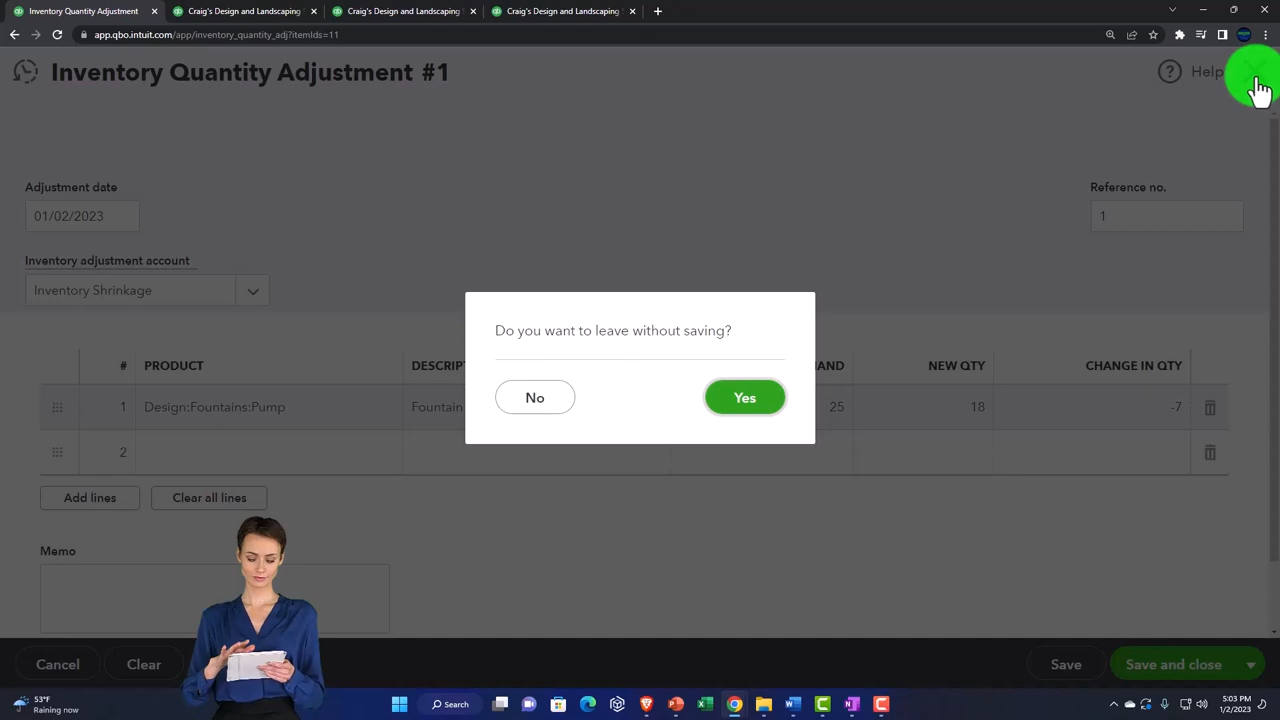 Inventory Quantity Adjustment
Craig's Design and Landscaping
Craig's Design and Landscaping
Craig's Design and Landscaping
app.qbo.intuit.com/app/inventory_quantity_adj?itemIds=11
Inventory Quantity Adjustment #1
Help
Adjustment date
Reference no.
01/02/2023
1
Inventory adjustment account
Inventory Shrinkage
Do you want to leave without saving?
No
Yes
# PRODUCT DESCRIPT HAND NEW QTY CHANGE IN QTY
1 Design:Fountains:Pump Fountain 25 18 -7
2
Add lines
Clear all lines
Memo
Cancel
Clear
Save
Save and close
53°F
Raining now
Search
5:03 PM
1/2/2023